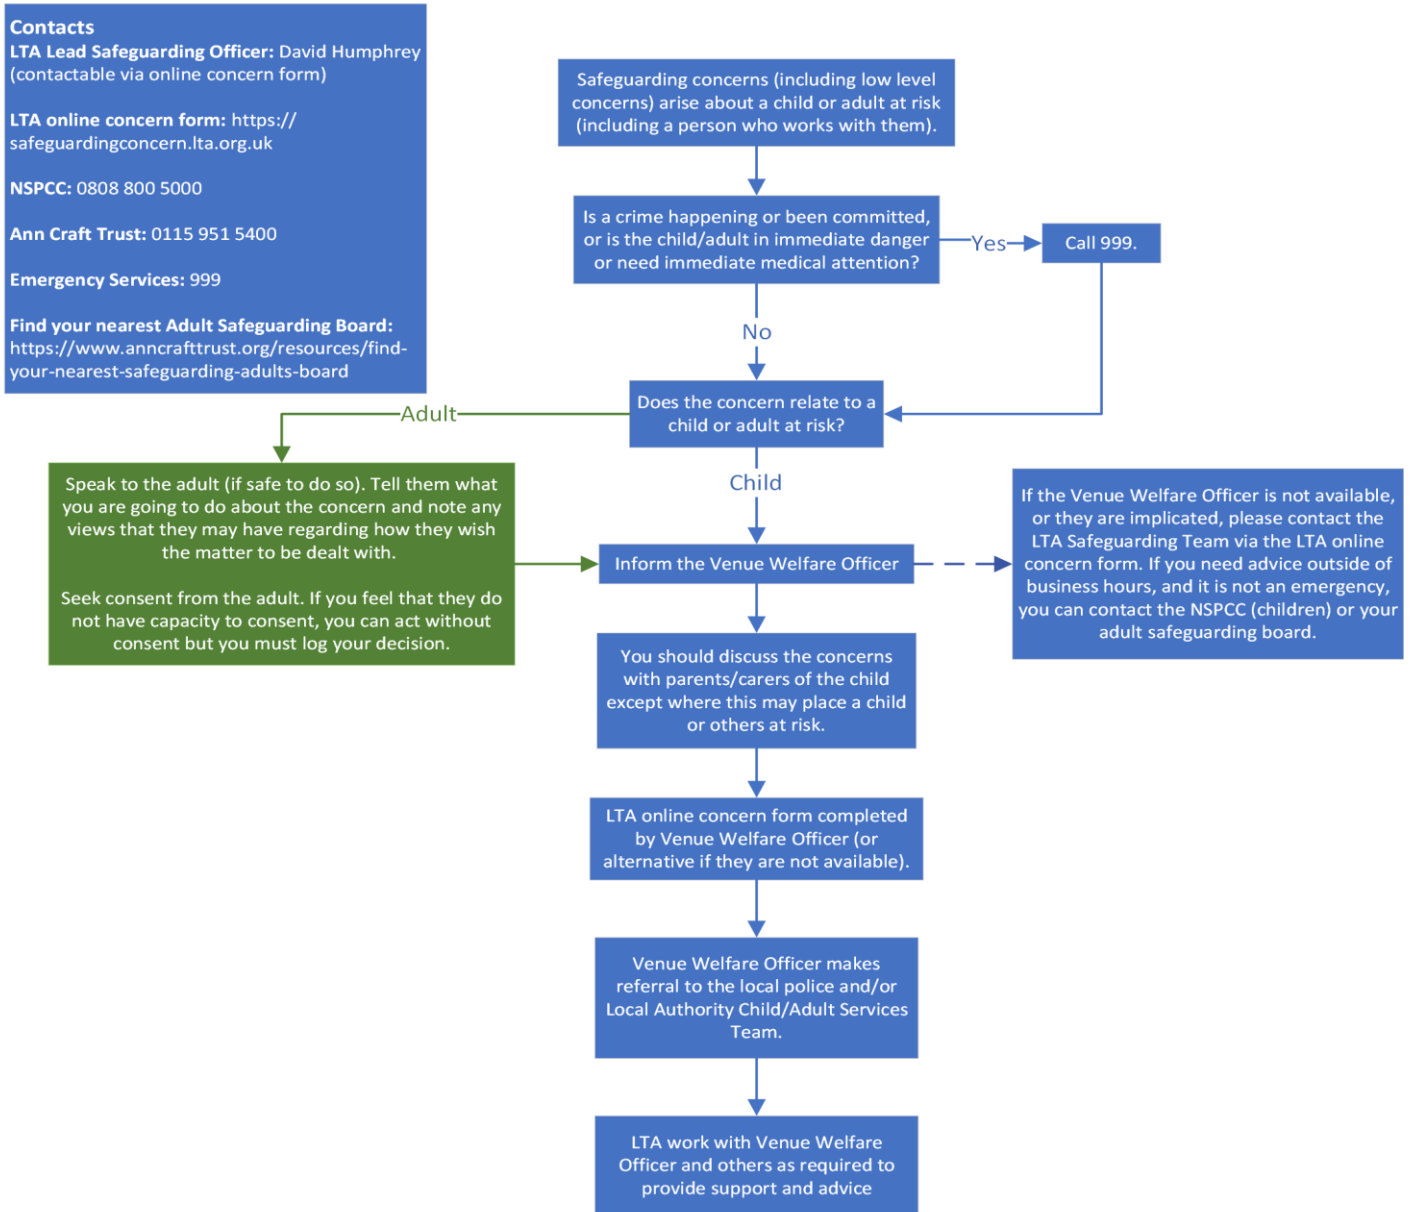 Contacts
LTA Lead Safeguarding Officer: David Humphrey
(contactable via online concern form)
LTA online concern form: https://
safeguardingconcern.lta.org.uk
NSPCC: 0808 800 5000
Ann Craft Trust: 0115 951 5400
Emergency Services: 999
Find your nearest Adult Safeguarding Board:
https://www.anncrafttrust.org/resources/find-
your-nearest-safeguarding-adults-board
Safeguarding concerns (including low level
concerns) arise about a child or adult at risk
(including a person who works with them).
Is a crime happening or been committed,
or is the child/adult in immediate danger
or need immediate medical attention?
Yes
Call 999.
No
Does the concern relate to a
child or adult at risk?
Adult
Speak to the adult (if safe to do so). Tell them what
you are going to do about the concern and note any
views that they may have regarding how they wish
the matter to be dealt with.
Seek consent from the adult. If you feel that they do
not have capacity to consent, you can act without
consent but you must log your decision.
Child
Inform the Venue Welfare Officer
If the Venue Welfare Officer is not available,
or they are implicated, please contact the
LTA Safeguarding Team via the LTA online
concern form. If you need advice outside of
business hours, and it is not an emergency,
you can contact the NSPCC (children) or your
adult safeguarding board.
You should discuss the concerns
with parents/carers of the child
except where this may place a child
or others at risk.
LTA online concern form completed
by Venue Welfare Officer (or
alternative if they are not available).
Venue Welfare Officer makes
referral to the local police and/or
Local Authority Child/Adult Services
Team.
LTA work with Venue Welfare
Officer and others as required to
provide support and advice